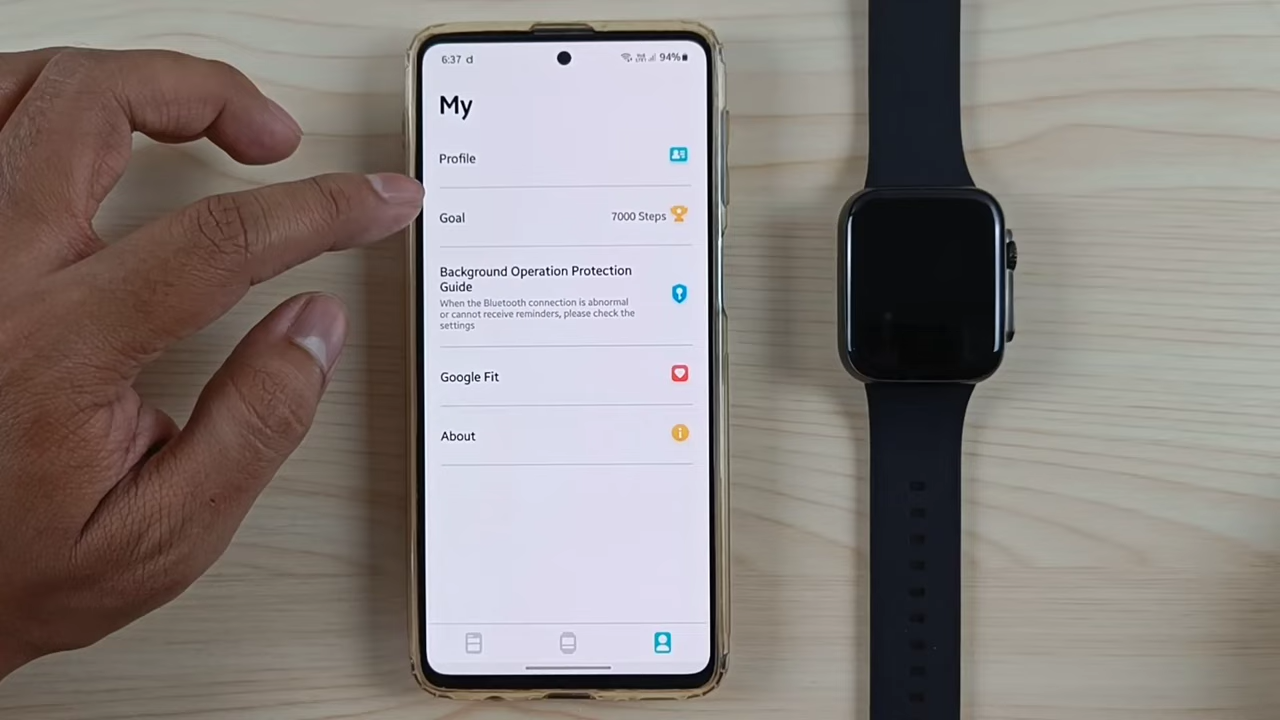 6:37 d
94%
My
Profile
Goal
7000 Steps
Background Operation Protection
Guide
When the Bluetooth connection is abnormal
or cannot receive reminders, please check the
settings
Google Fit
About